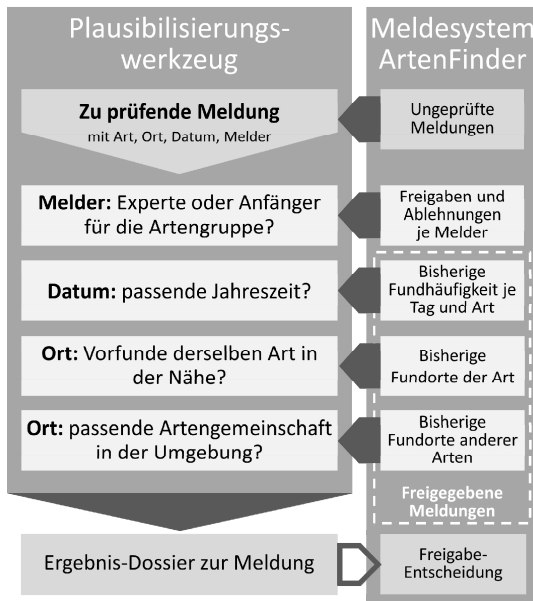 Plausibilisierungs-
werkzeug
Meldesystem
ArtenFinder
Zu prüfende Meldung
mit Art, Ort, Datum, Melder
Ungeprüfte
Meldungen
Melder: Experte oder Anfänger
für die Artengruppe?
Freigaben und
Ablehnungen
je Melder
Datum: passende Jahreszeit?
Bisherige
Fundhäufigkeit je
Tag und Art
Ort: Vorfunde derselben Art in
der Nähe?
Bisherige
Fundorte der Art
Ort: passende Artengemeinschaft
in der Umgebung?
Bisherige
Fundorte anderer
Arten
Freigegebene
Meldungen
Ergebnis-Dossier zur Meldung
Freigabe-
Entscheidung